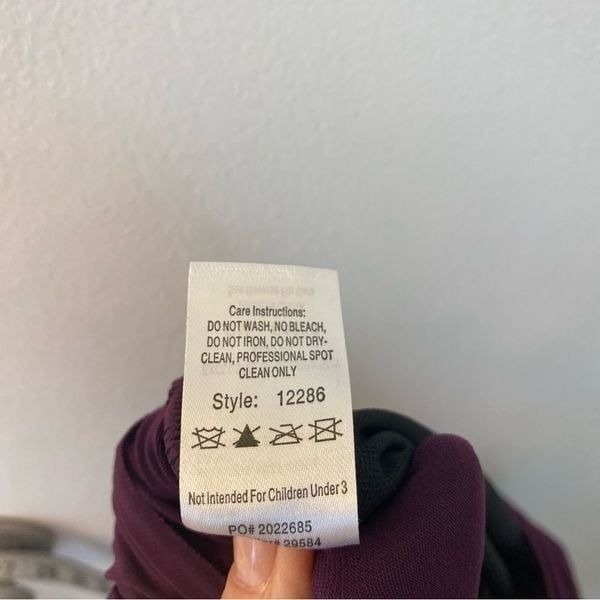 Care Instructions:
DO NOT WASH, NO BLEACH,
DO NOT IRON, DO NOT DRY-
CLEAN, PROFESSIONAL SPOT
CLEAN ONLY
Style: 12286
Not Intended For Children Under 3
PO# 2022685
29584